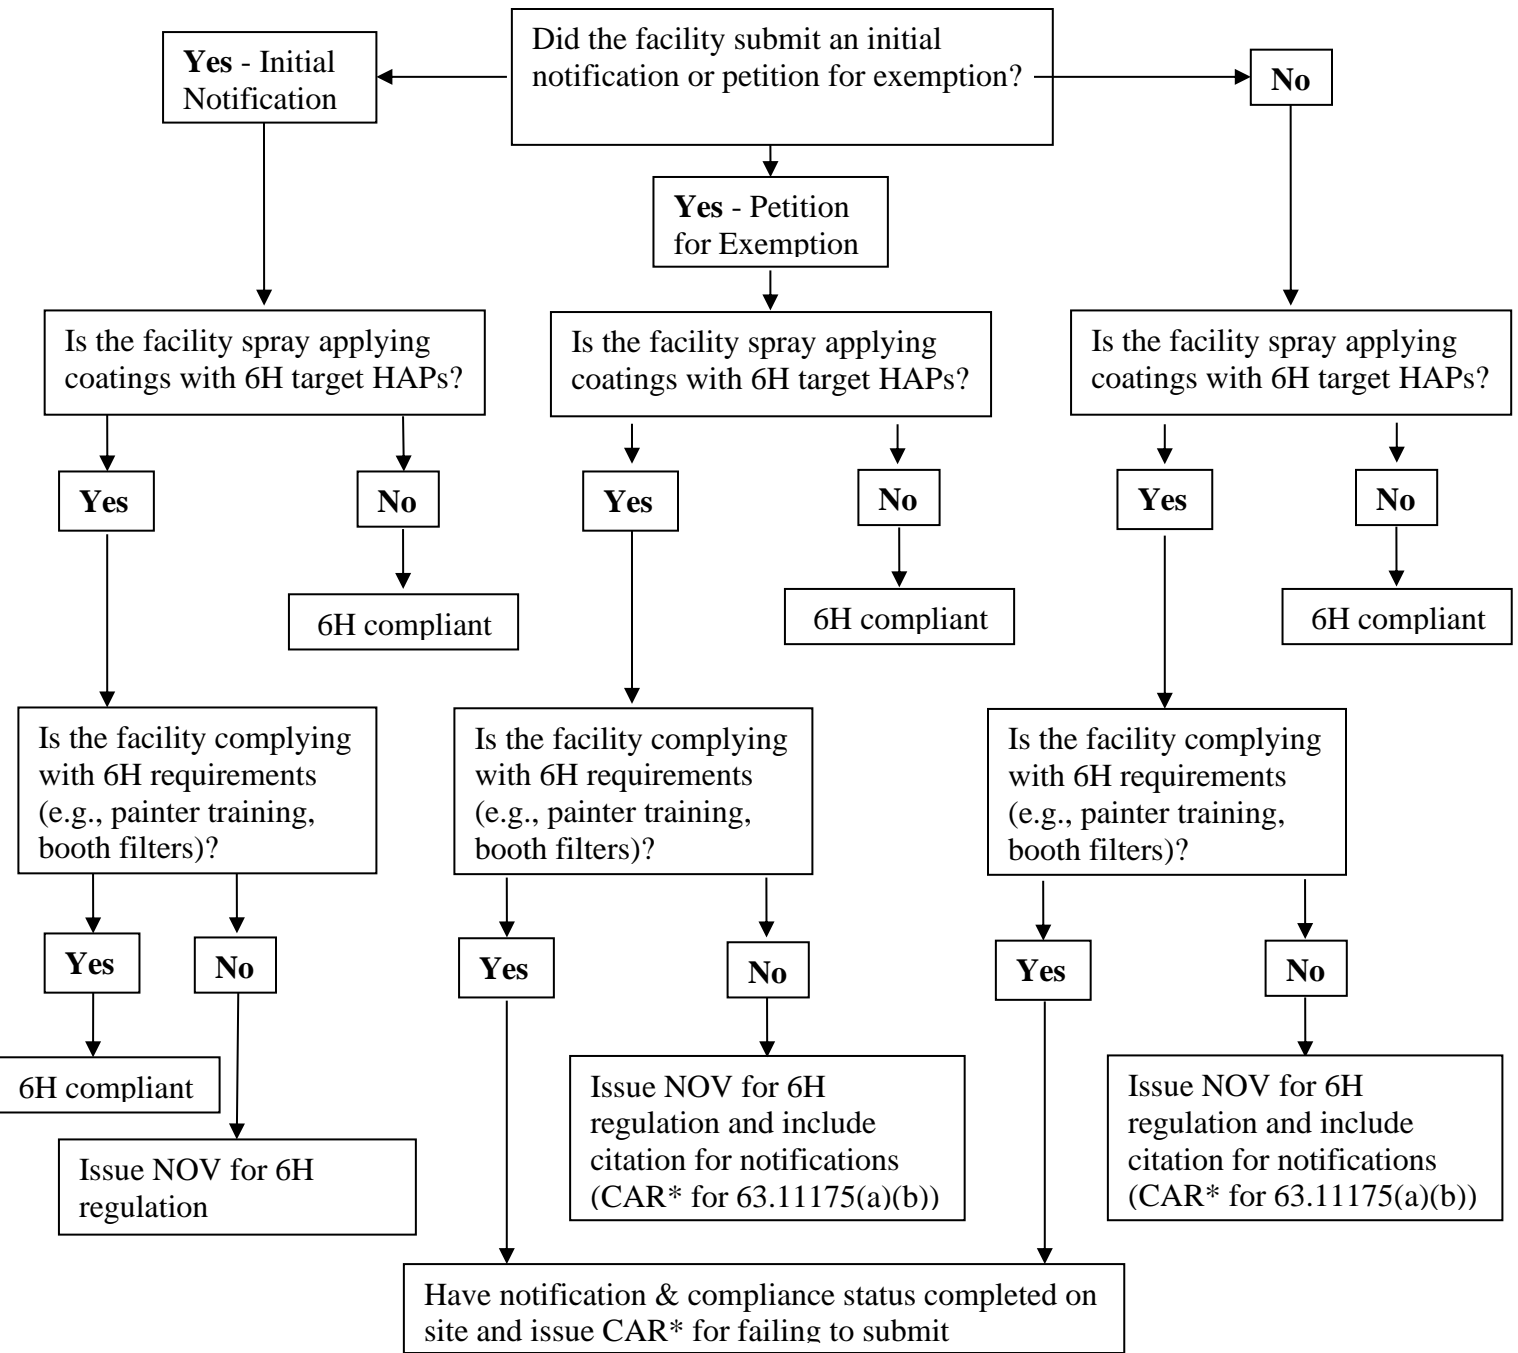 Did the facility submit an initial
notification or petition for exemption?
Yes - Initial
Notification
No
Yes - Petition
for Exemption
Is the facility spray applying
coatings with 6H target HAPs?
Is the facility spray applying
coatings with 6H target HAPs?
Is the facility spray applying
coatings with 6H target HAPs?
Yes
No
Yes
No
Yes
No
6H compliant
6H compliant
6H compliant
Is the facility complying
with 6H requirements
(e.g., painter training,
booth filters)?
Is the facility complying
with 6H requirements
(e.g., painter training,
booth filters)?
Is the facility complying
with 6H requirements
(e.g., painter training,
booth filters)?
Yes
No
Yes
No
Yes
No
6H compliant
Issue NOV for 6H
regulation
Issue NOV for 6H
regulation and include
citation for notifications
(CAR* for 63.11175(a)(b))
Issue NOV for 6H
regulation and include
citation for notifications
(CAR* for 63.11175(a)(b))
Have notification & compliance status completed on
site and issue CAR* for failing to submit